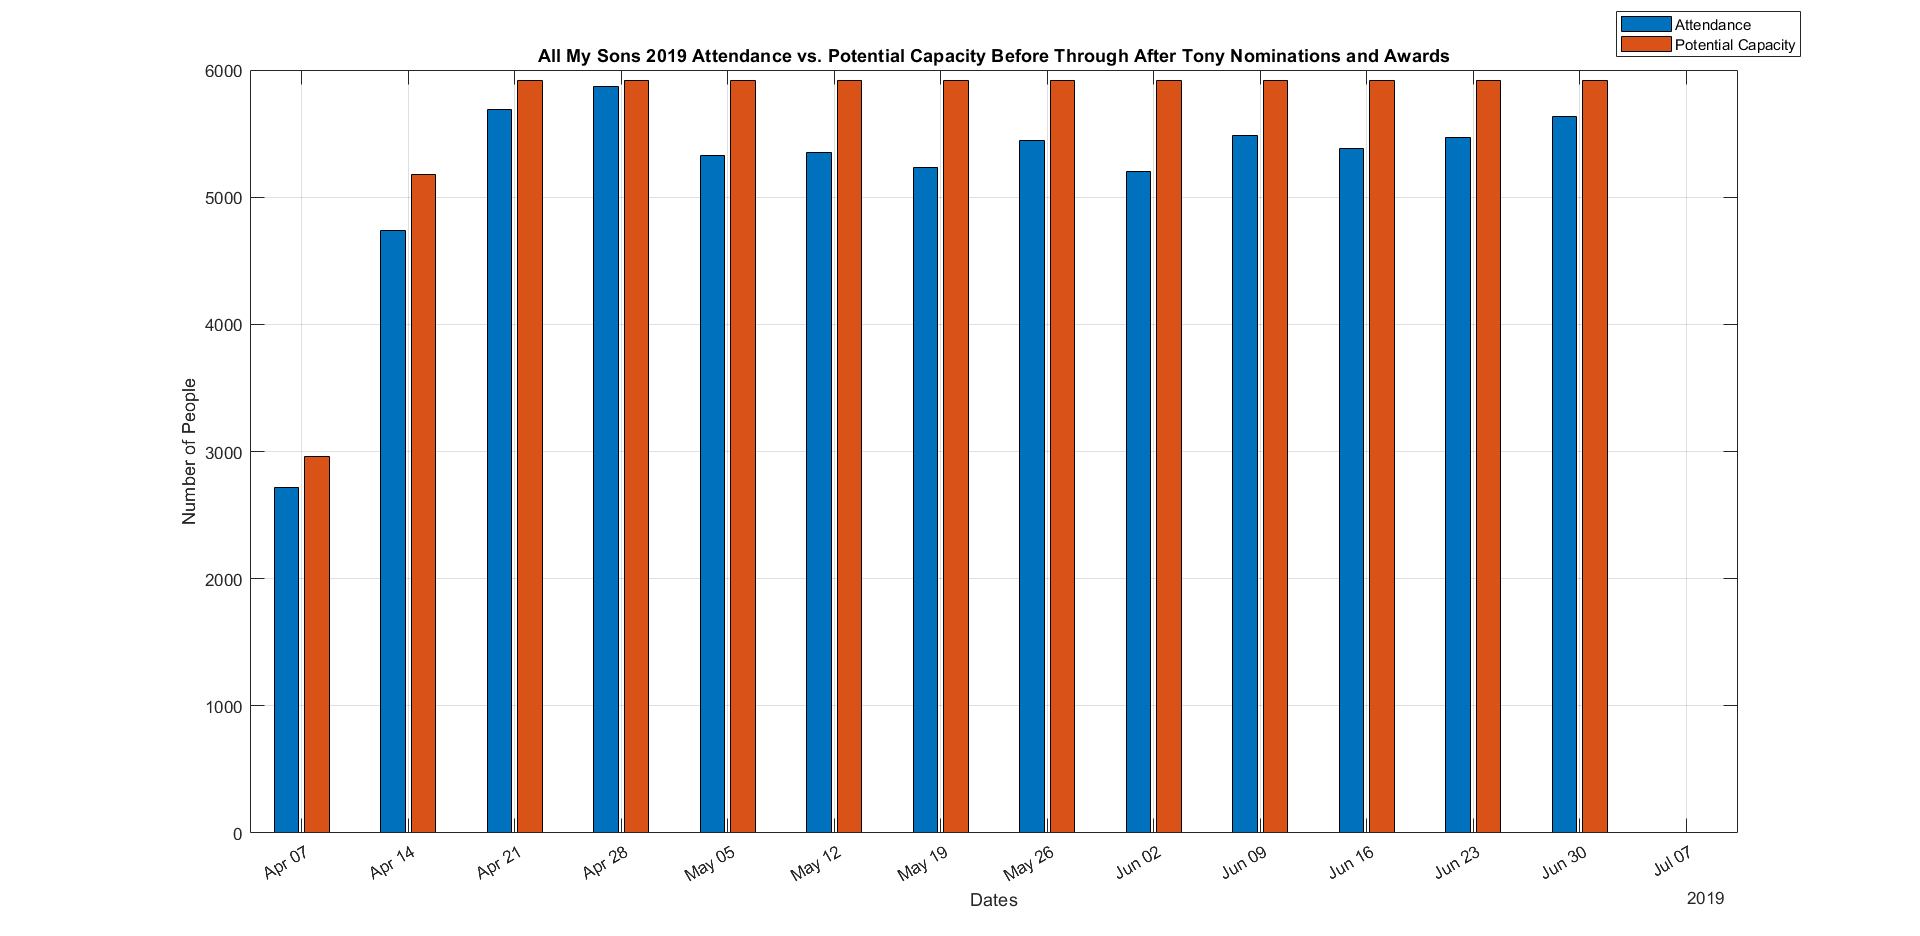 Attendance
Potential Capacity
All My Sons 2019 Attendance vs. Potential Capacity Before Through After Tony Nominations and Awards
6000
5000
4000
3000
2000
1000
0
Number of People
Apr 07
Apr 14
Apr 21
Apr 28
May 05
May 12
May 19
May 26
Jun 02
Jun 09
Jun 16
Jun 23
Jun 30
Jul 07
Dates
2019